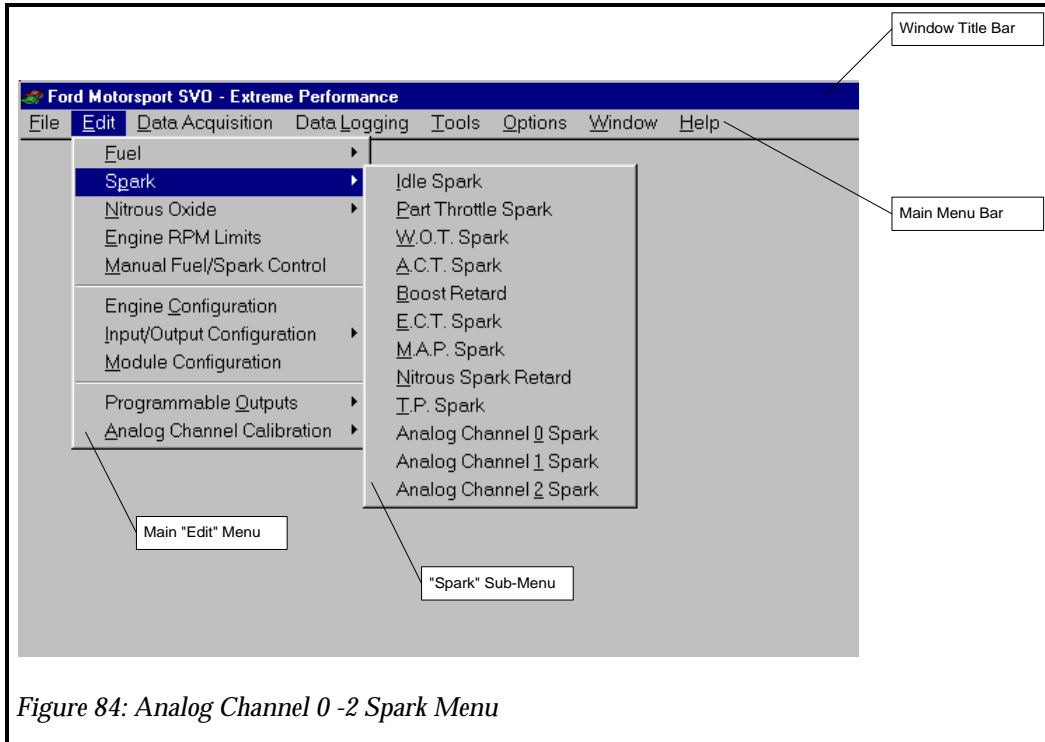 Window Title Bar
Ford Motorsport SVO - Extreme Performance
File Edit Data Acquisition Data Logging Tools Options Window Help
Main Menu Bar
Fuel
Spark
Nitrous Oxide
Engine RPM Limits
Manual Fuel/Spark Control
Engine Configuration
Input/Output Configuration
Module Configuration
Programmable Outputs
Analog Channel Calibration
Idle Spark
Part Throttle Spark
W.O.T. Spark
A.C.T. Spark
Boost Retard
E.C.T. Spark
M.A.P. Spark
Nitrous Spark Retard
T.P. Spark
Analog Channel 0 Spark
Analog Channel 1 Spark
Analog Channel 2 Spark
Main "Edit" Menu
"Spark" Sub-Menu
Figure 84: Analog Channel 0 -2 Spark Menu